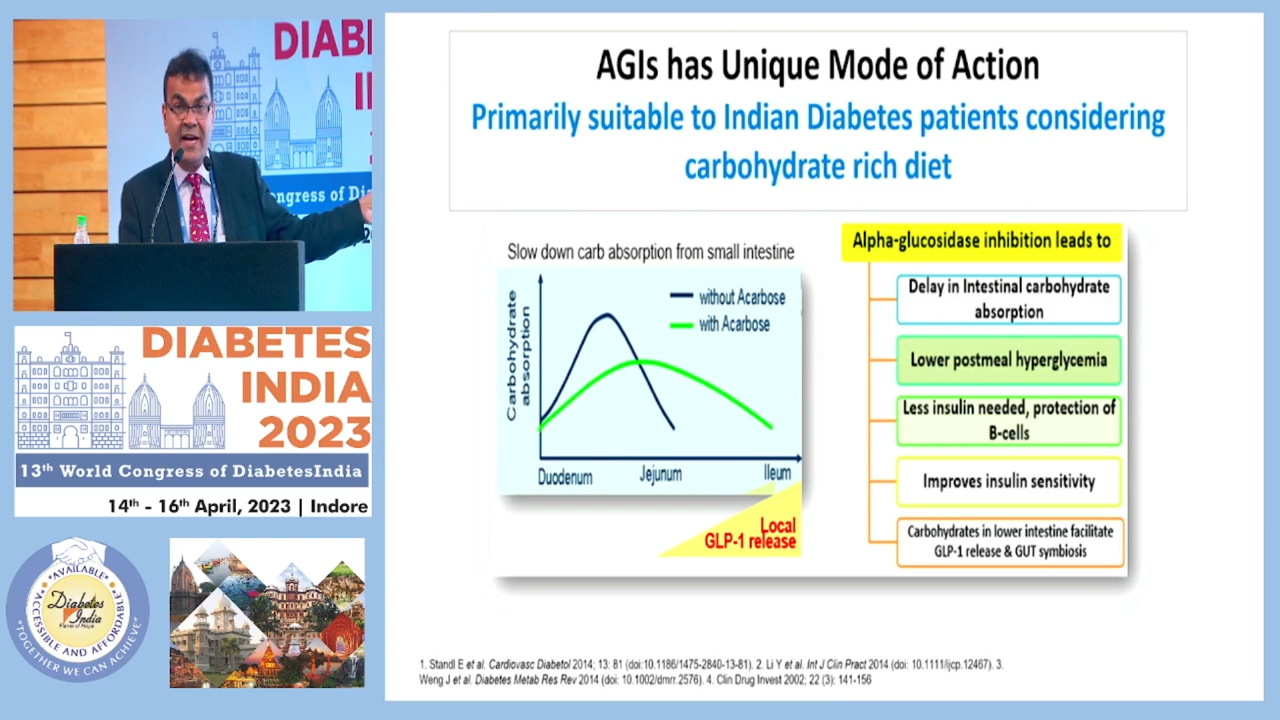 DIAB
I
ngress of Di
DIABETES
INDIA
2023
13th World Congress of DiabetesIndia
14th - 16th April, 2023 | Indore
"AVAILABLE"
"ACCESSIBLE AND AFFORDABLE"
Diabetes
India
"TOGETHER WE CAN ACHIEVE"
AGIs has Unique Mode of Action
Primarily suitable to Indian Diabetes patients considering
carbohydrate rich diet
Slow down carb absorption from small intestine
Carbohydrate
absorption
without Acarbose
with Acarbose
Duodenum Jejunum Ileum
Local
GLP-1 release
Alpha-glucosidase inhibition leads to
Delay in Intestinal carbohydrate
absorption
Lower postmeal hyperglycemia
Less insulin needed, protection of
B-cells
Improves insulin sensitivity
Carbohydrates in lower intestine facilitate
GLP-1 release & GUT symbiosis
1. Standl E et al. Cardiovasc Diabetol 2014; 13: 81 (doi:10.1186/1475-2840-13-81). 2. Li Y et al. Int J Clin Pract 2014 (doi: 10.1111/ijcp.12467). 3.
Weng J et al. Diabetes Metab Res Rev 2014 (doi: 10.1002/dmrr.2576). 4. Clin Drug Invest 2002; 22 (3): 141-156